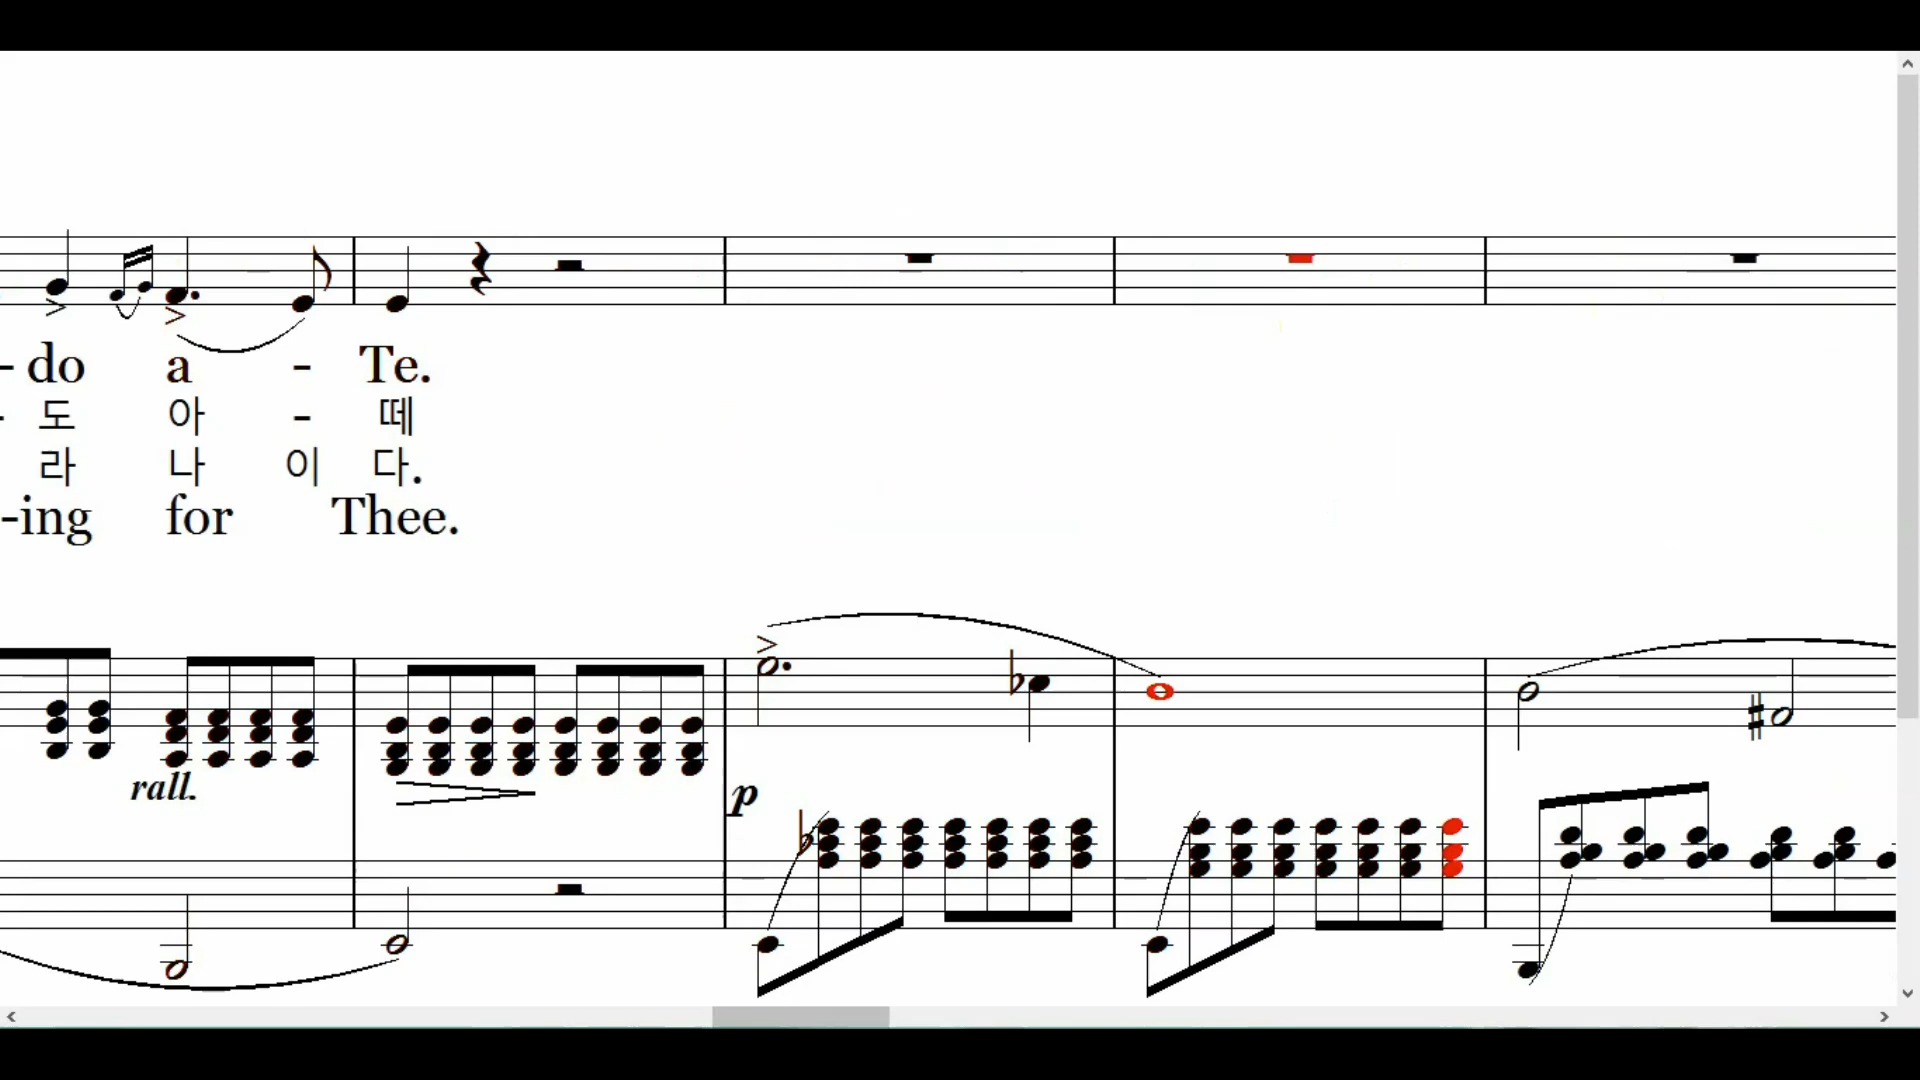 - do a - Te.
- 도 아 - 떼
라 나 이 다.
-ing for Thee.
rall.
p